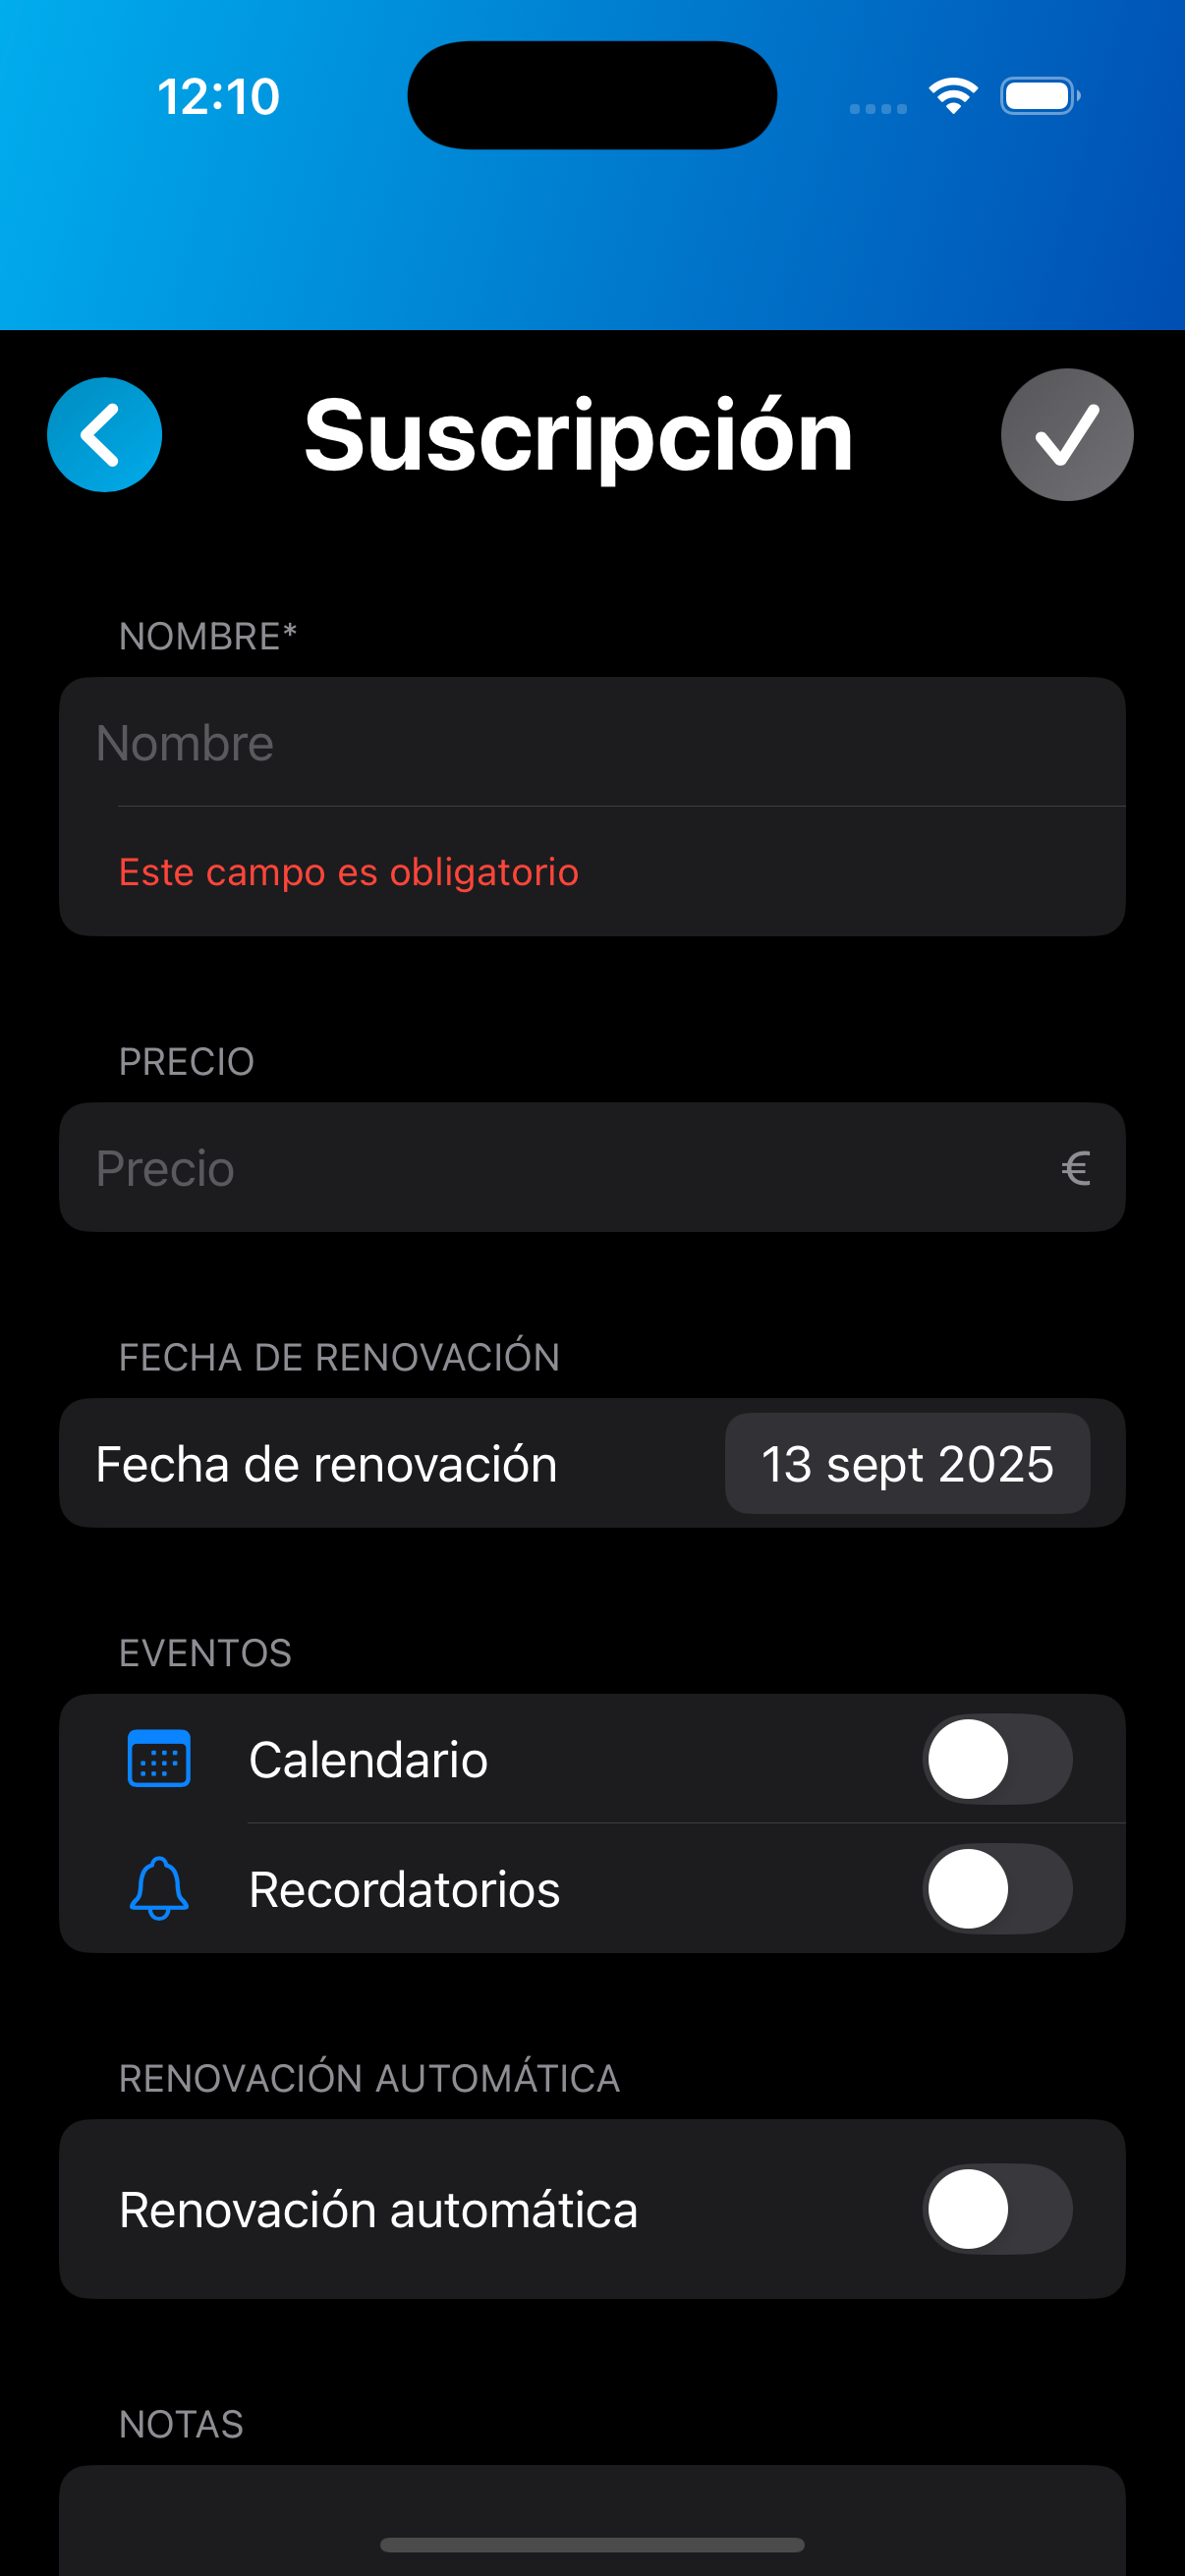 12:10
Suscripción
NOMBRE*
Nombre
Este campo es obligatorio
PRECIO
Precio €
FECHA DE RENOVACIÓN
Fecha de renovación 13 sept 2025
EVENTOS
Calendario
Recordatorios
RENOVACIÓN AUTOMÁTICA
Renovación automática
NOTAS